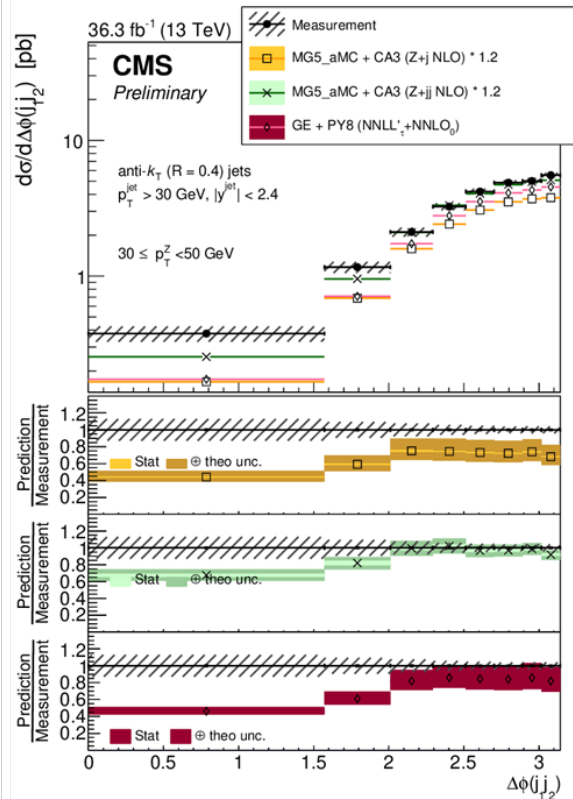 36.3 fb⁻¹ (13 TeV)
Measurement
MG5_aMC + CA3 (Z+j NLO) * 1.2
MG5_aMC + CA3 (Z+jj NLO) * 1.2
GE + PY8 (NNLL'τ+NNLO₀)
CMS
Preliminary
anti-kT (R = 0.4) jets
pTjet > 30 GeV, |yjet| < 2.4
30 ≤ pTZ <50 GeV
dσ/dΔϕ(j1j2) [pb]
10
1
Prediction
Measurement
1.2
1
0.8
0.6
0.4
0.2
Stat ⊕ theo unc.
Prediction
Measurement
1.2
1
0.8
0.6
0.4
0.2
Stat ⊕ theo unc.
Prediction
Measurement
1.2
1
0.8
0.6
0.4
0.2
0
Stat ⊕ theo unc.
0 0.5 1 1.5 2 2.5 3
Δϕ(j1j2)